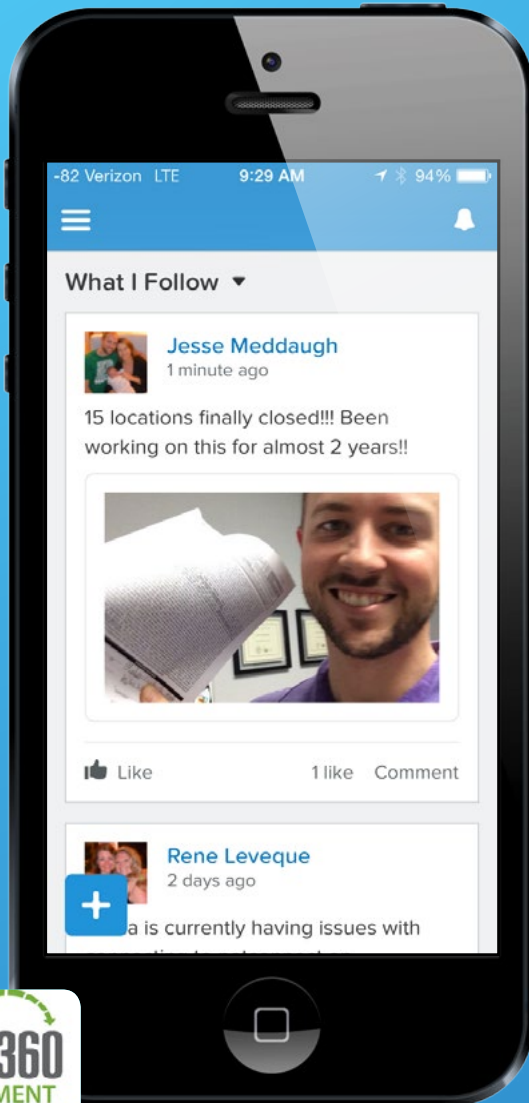 -82 Verizon LTE 9:29 AM 94%
What I Follow
Jesse Meddaugh
1 minute ago
15 locations finally closed!!! Been
working on this for almost 2 years!!
Like 1 like Comment
Rene Leveque
2 days ago
a is currently having issues with
360
MENT